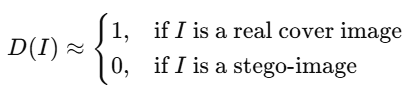 D(I) ≈ { 1, if I is a real cover image
0, if I is a stego-image